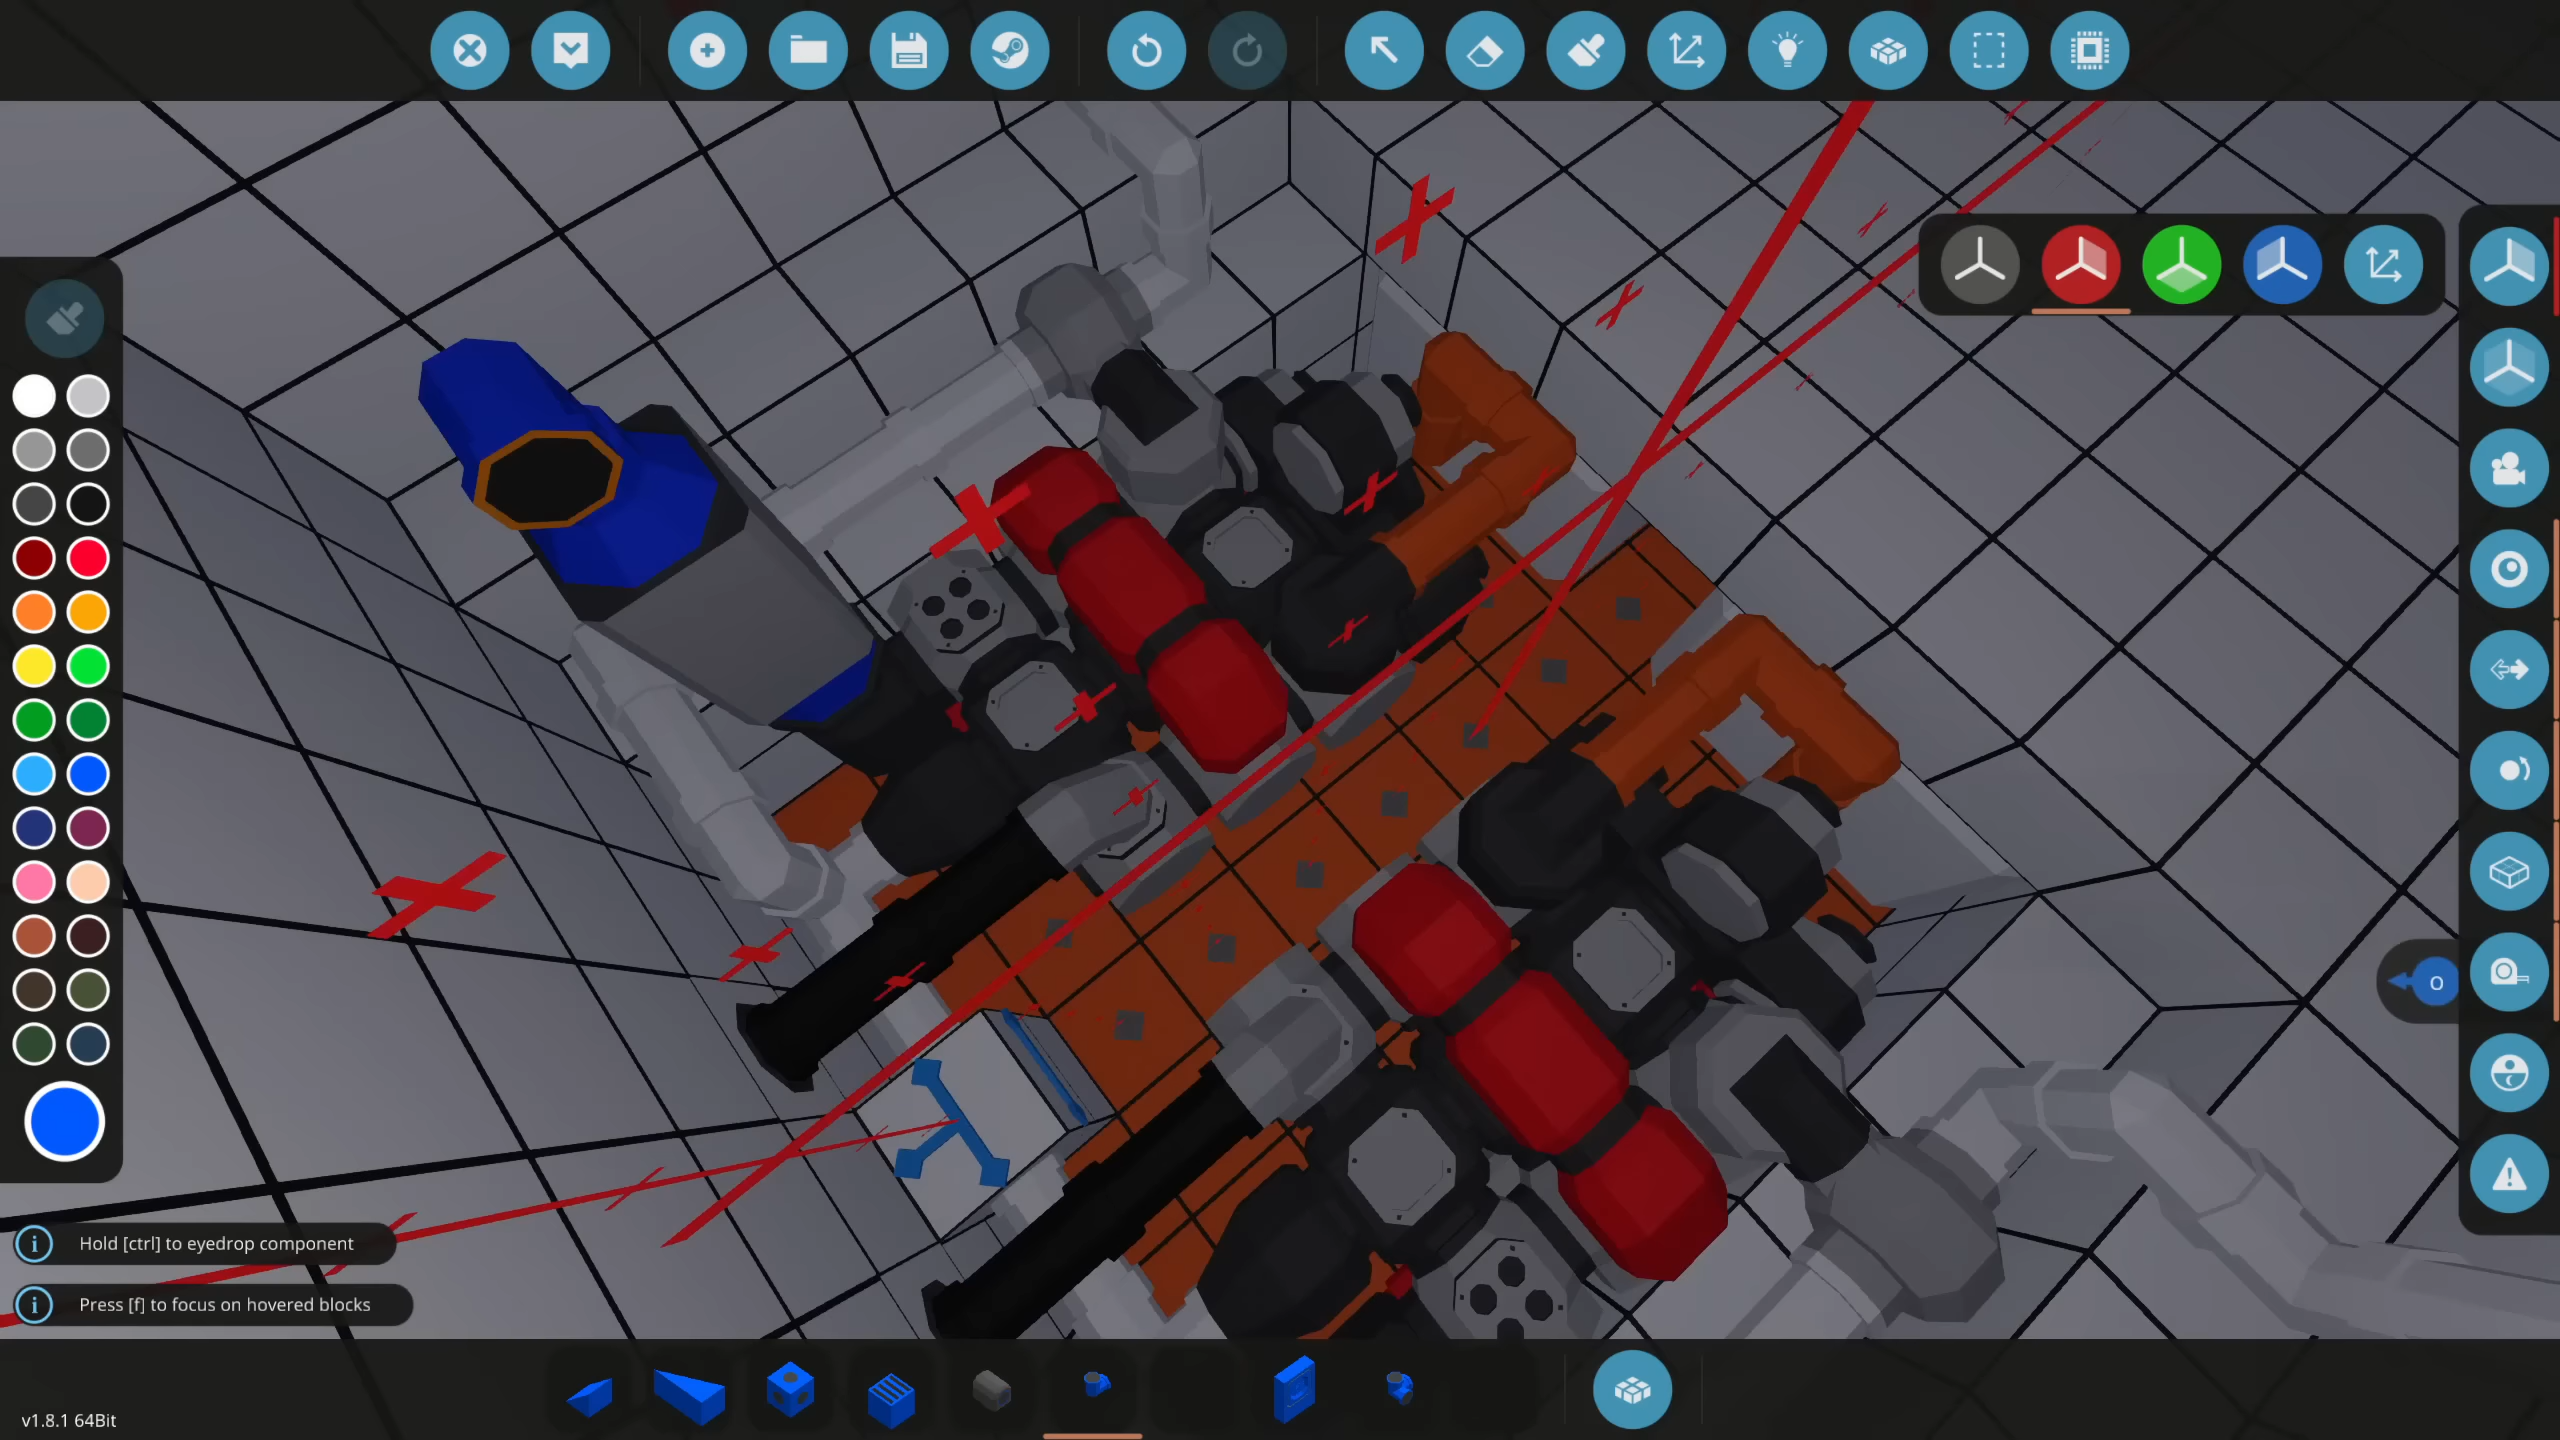 o
Hold [ctrl] to eyedrop component
Press [f] to focus on hovered blocks
v1.8.1 64Bit